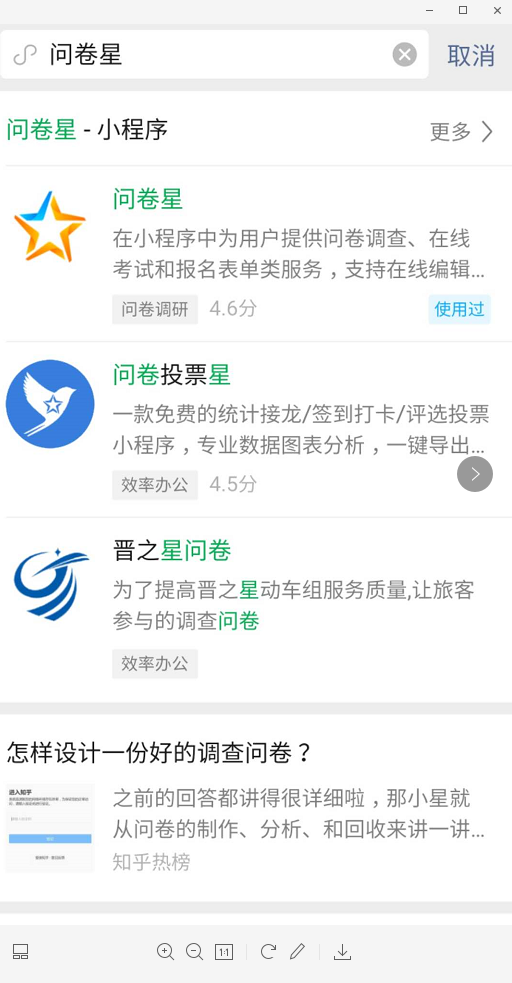 问卷星
取消
问卷星 - 小程序
更多
问卷星
在小程序中为用户提供问卷调查、在线
考试和报名表单类服务，支持在线编辑...
问卷调研 4.6分
使用过
问卷投票星
一款免费的统计接龙/签到打卡/评选投票
小程序，专业数据图表分析，一键导出...
效率办公 4.5分
晋之星问卷
为了提高晋之星动车组服务质量,让旅客
参与的调查问卷
效率办公
怎样设计一份好的调查问卷？
进入知乎
之前的回答都讲得很详细啦，那小星就
从问卷的制作、分析、和回收来讲一讲...
知乎热榜
1:1